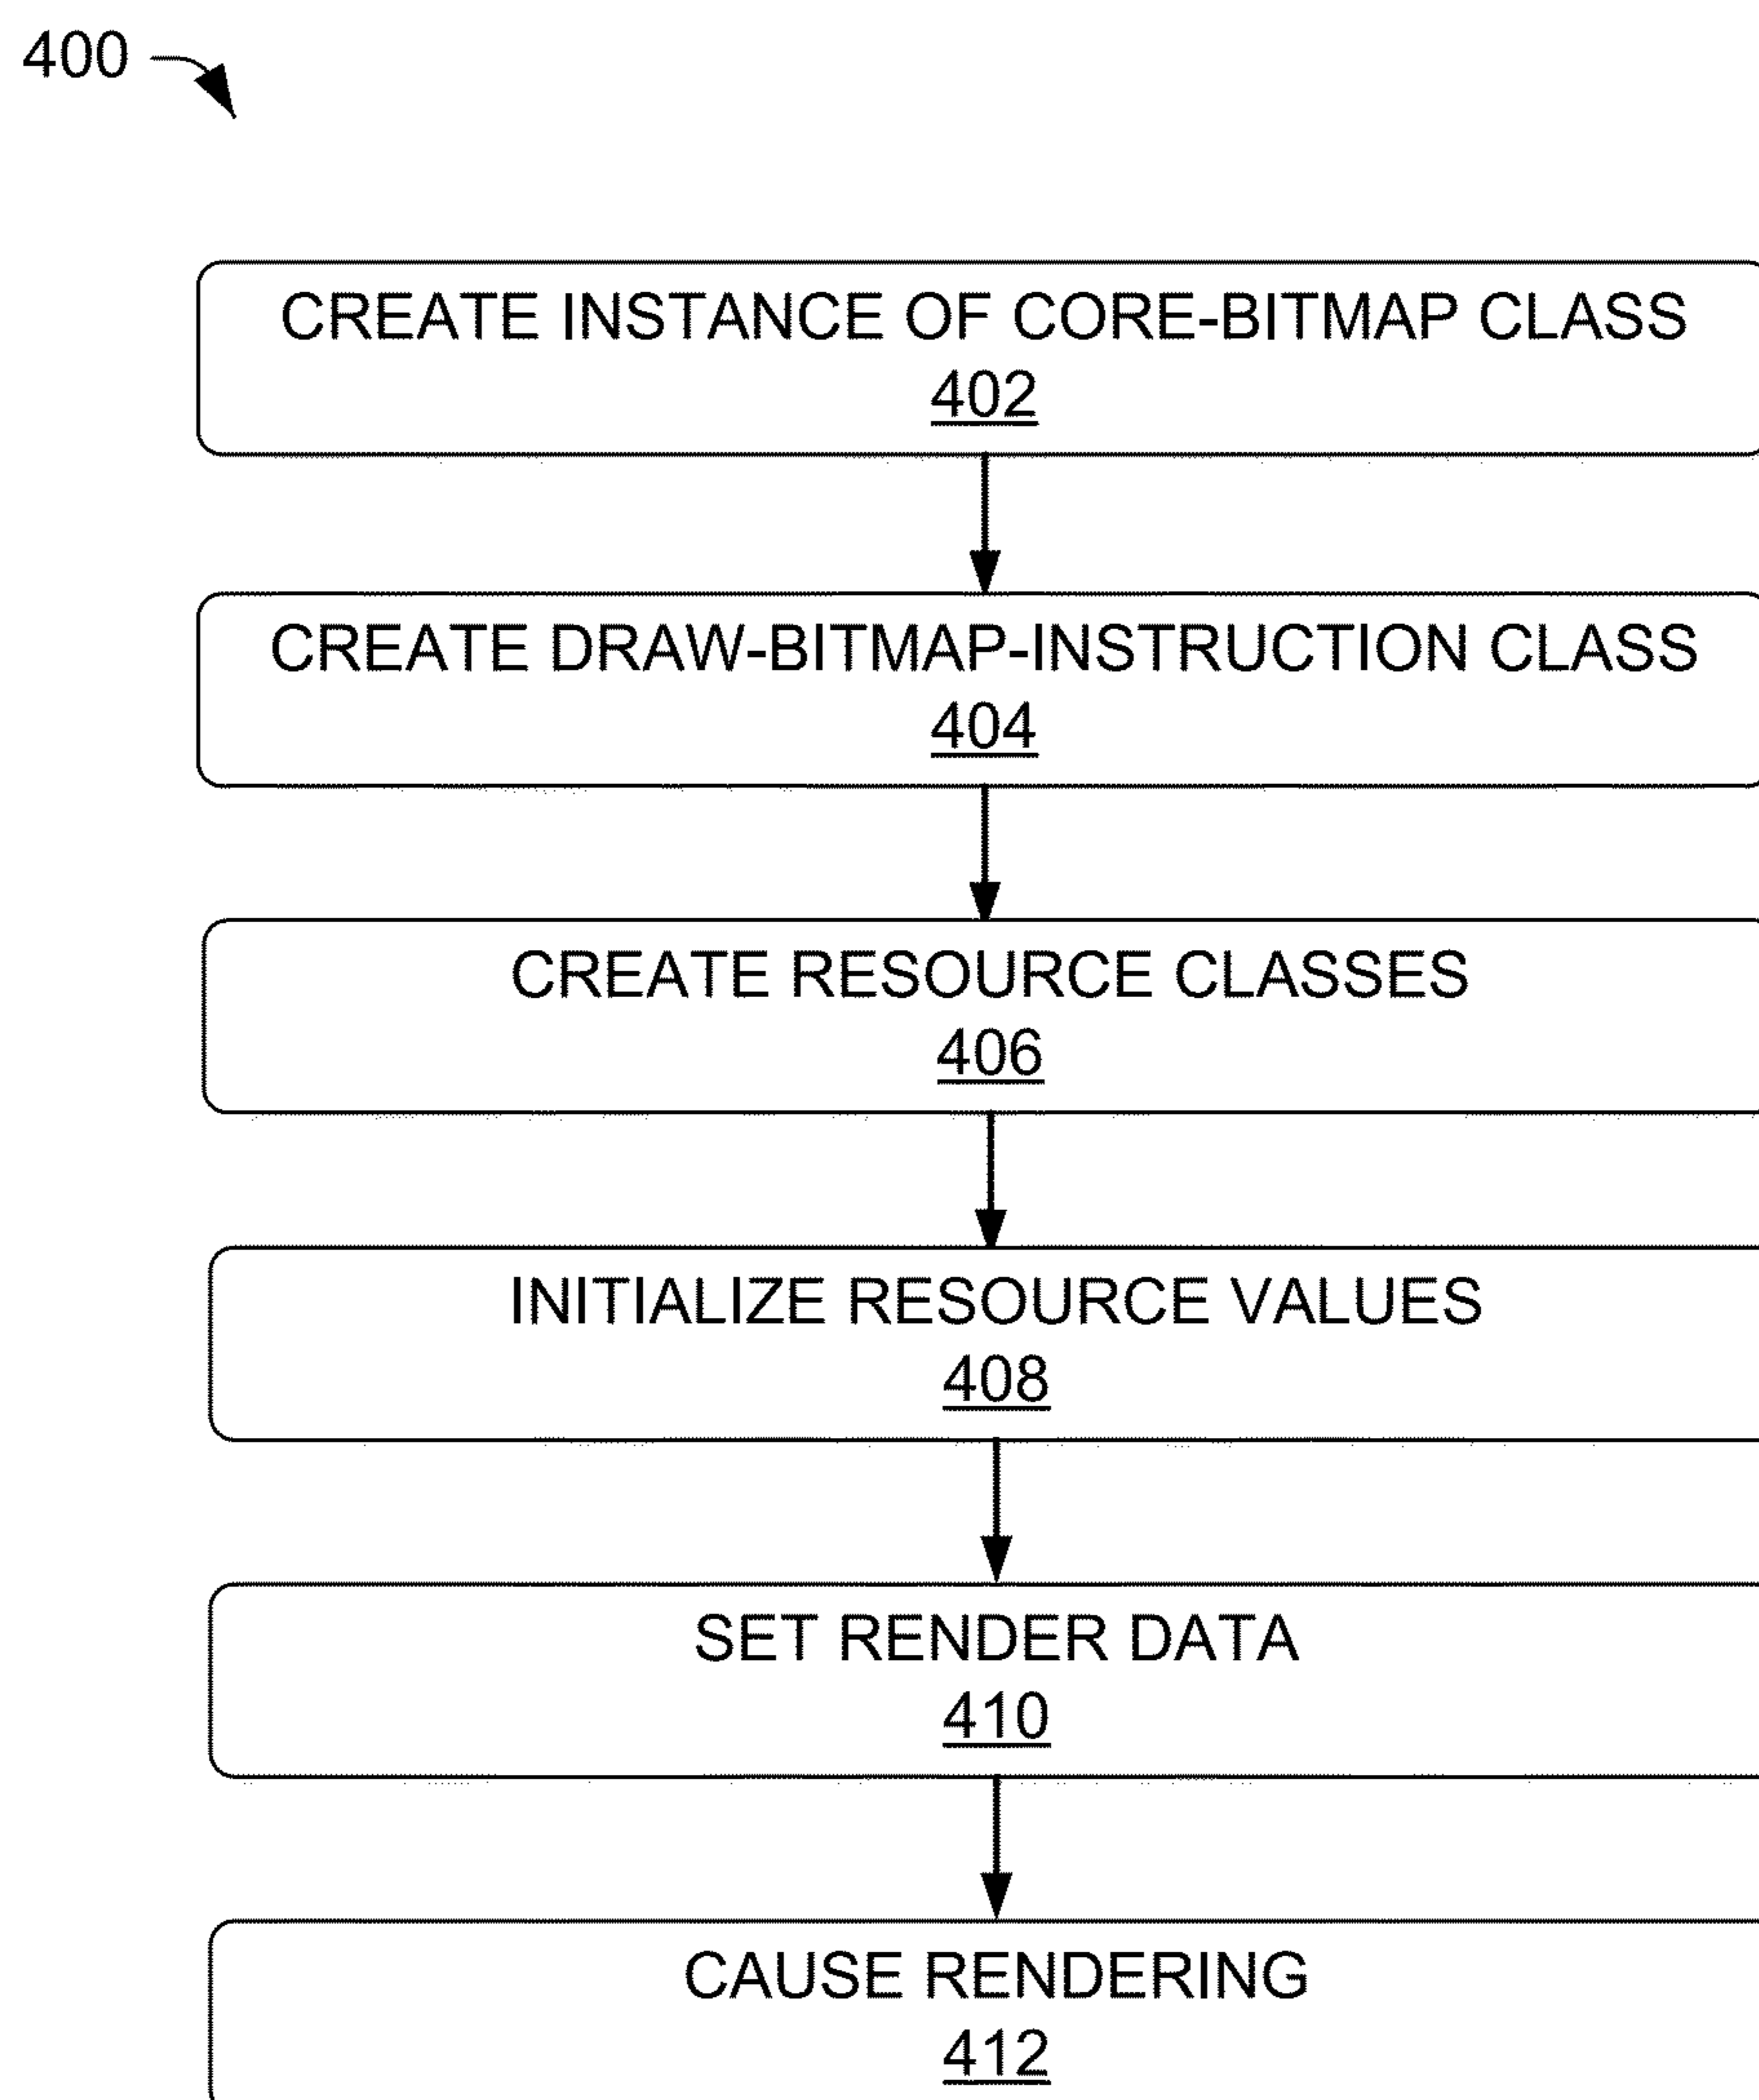 400
CREATE INSTANCE OF CORE-BITMAP CLASS
402
CREATE DRAW-BITMAP-INSTRUCTION CLASS
404
CREATE RESOURCE CLASSES
406
INITIALIZE RESOURCE VALUES
408
SET RENDER DATA
410
CAUSE RENDERING
412